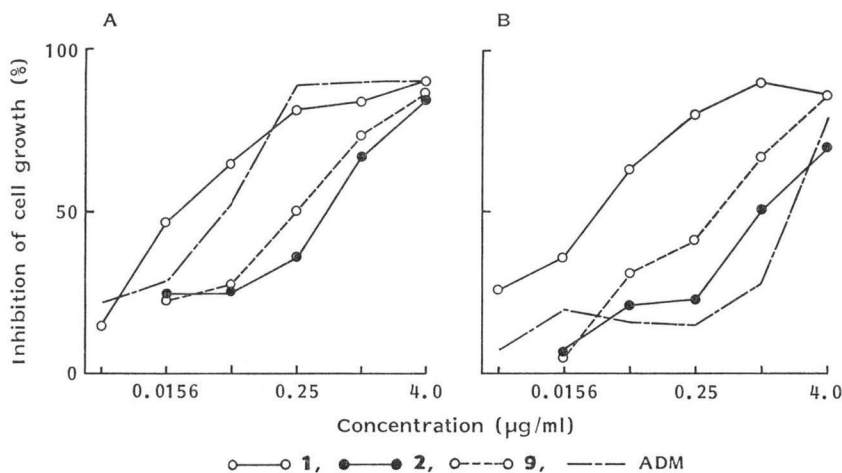 A
B
Inhibition of cell growth (%)
100
50
0
0.0156
0.25
4.0
0.0156
0.25
4.0
Concentration (µg/ml)
1, 2, 9, ADM